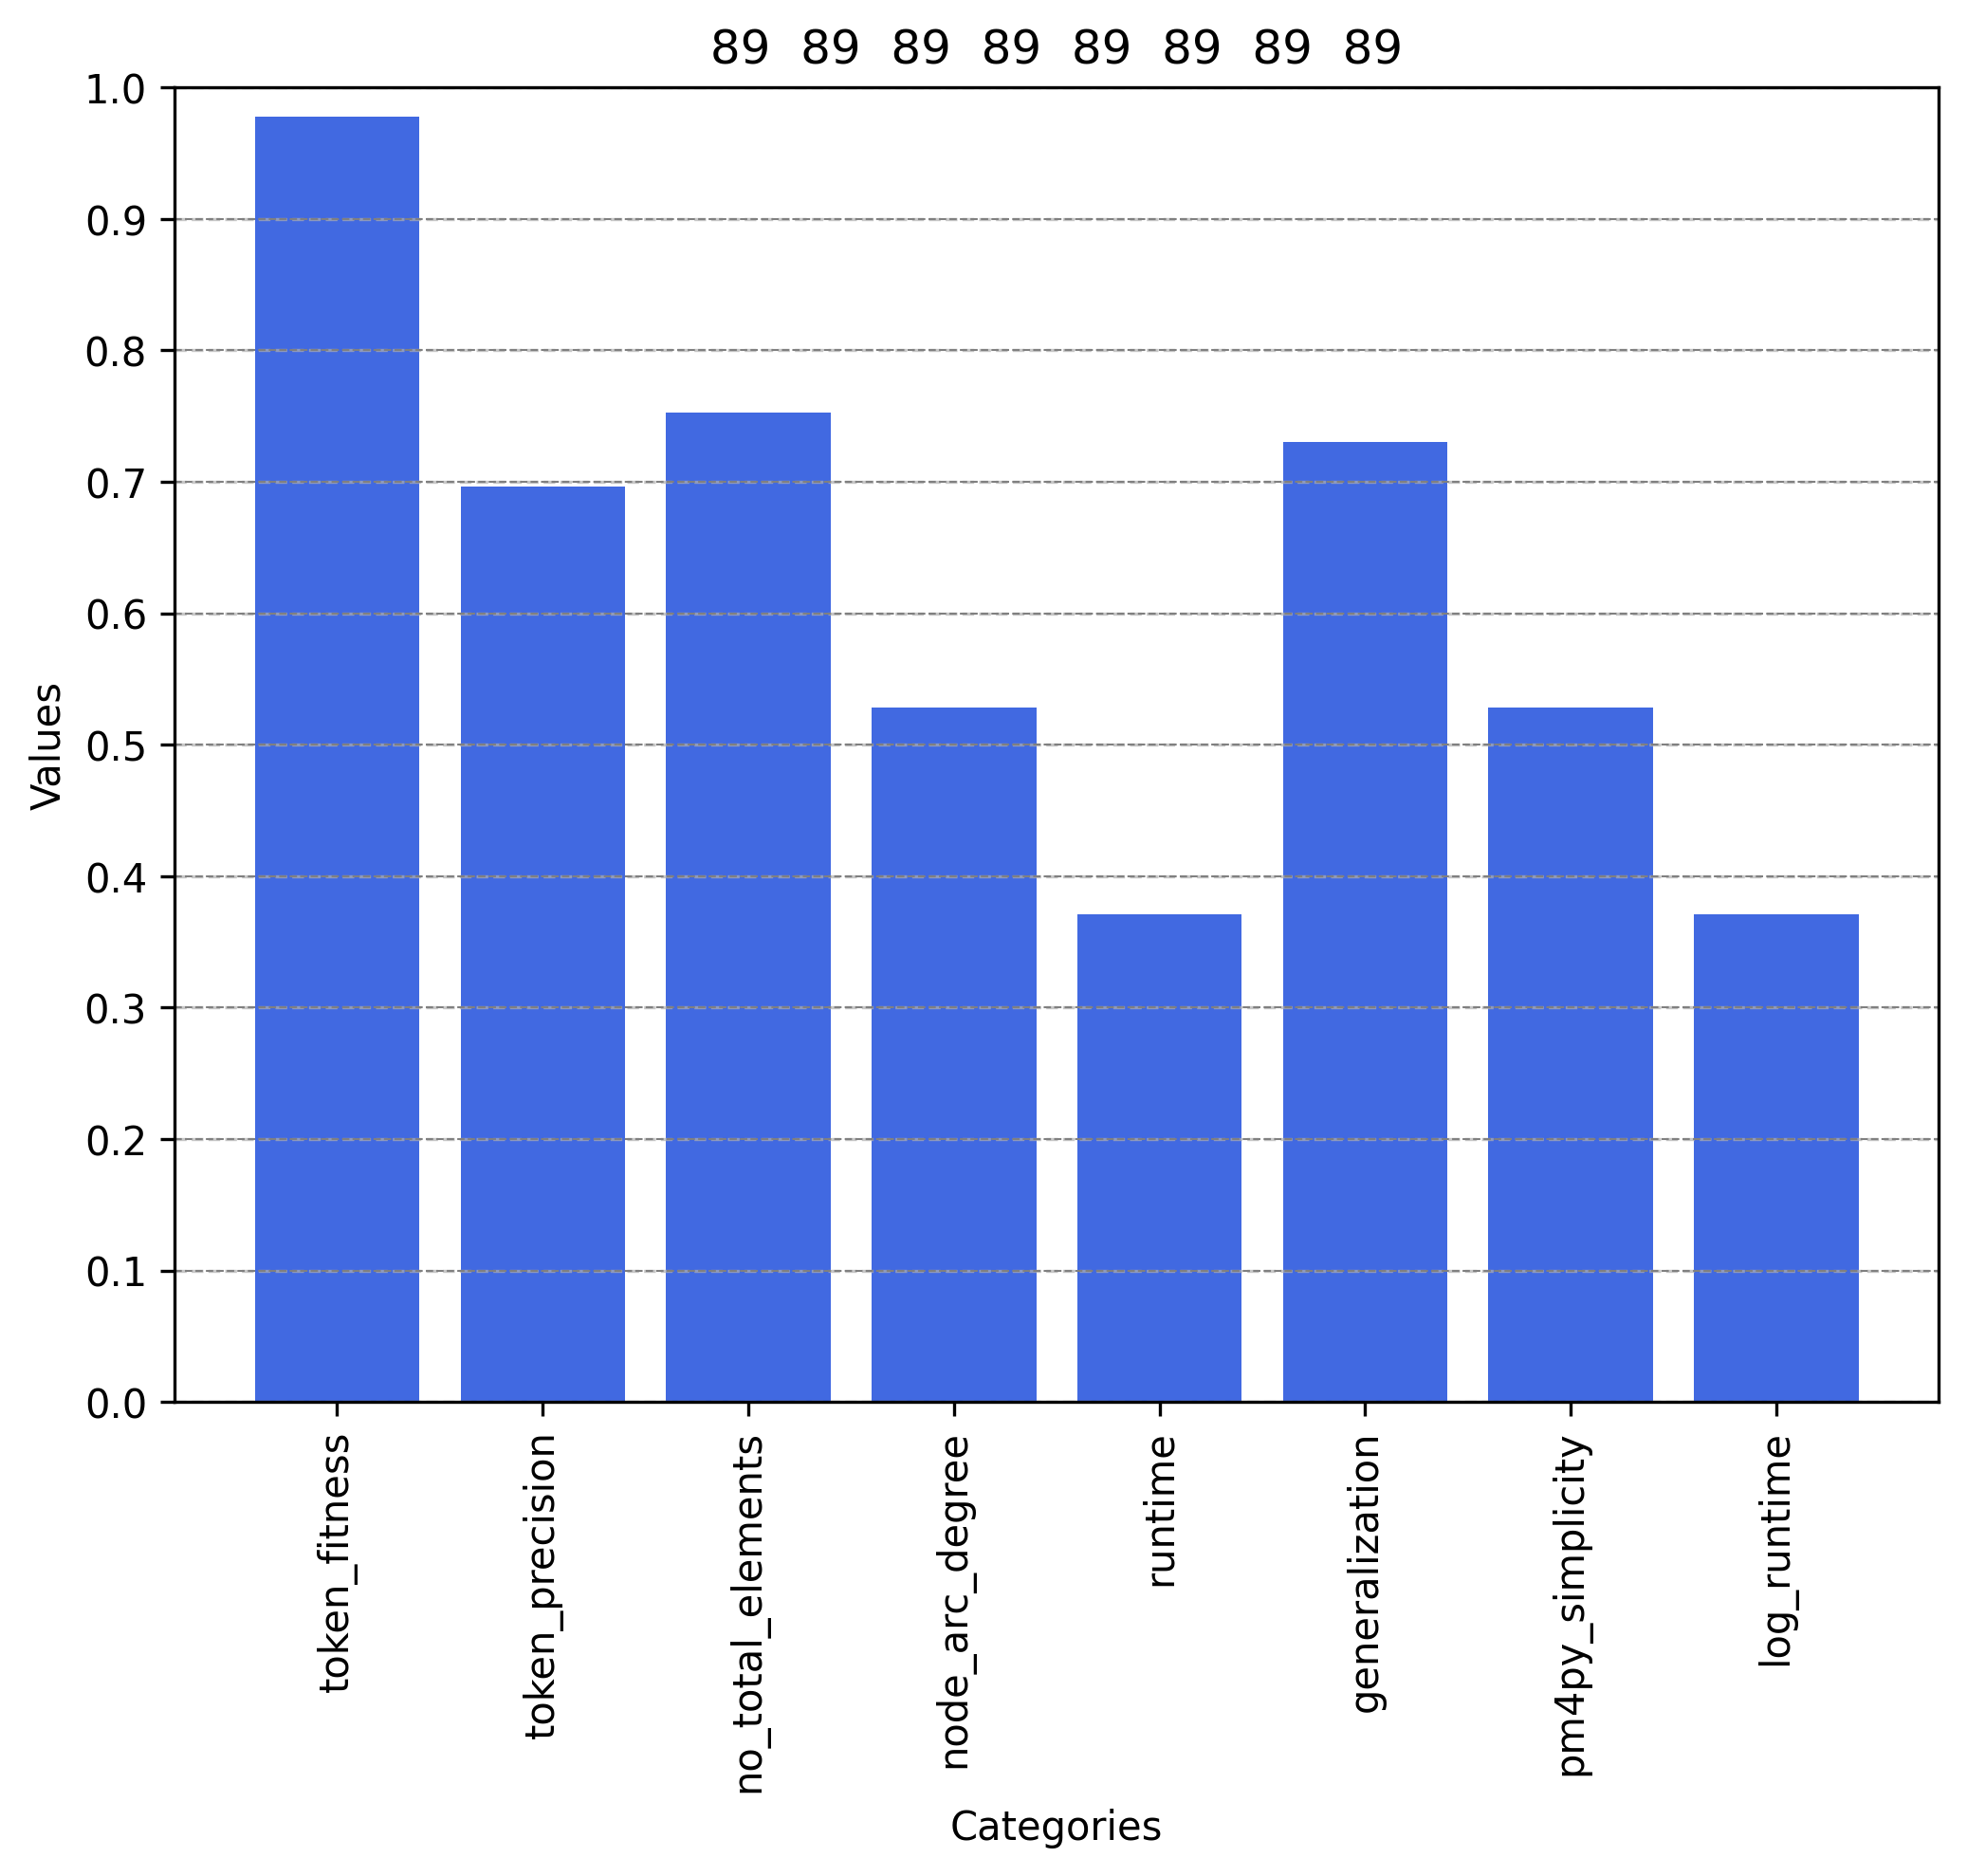 89 89 89 89 89 89 89 89
1.0
0.9
0.8
0.7
0.6
0.5
0.4
0.3
0.2
0.1
0.0
Values
token_fitness
token_precision
no_total_elements
node_arc_degree
runtime
generalization
pm4py_simplicity
log_runtime
Categories